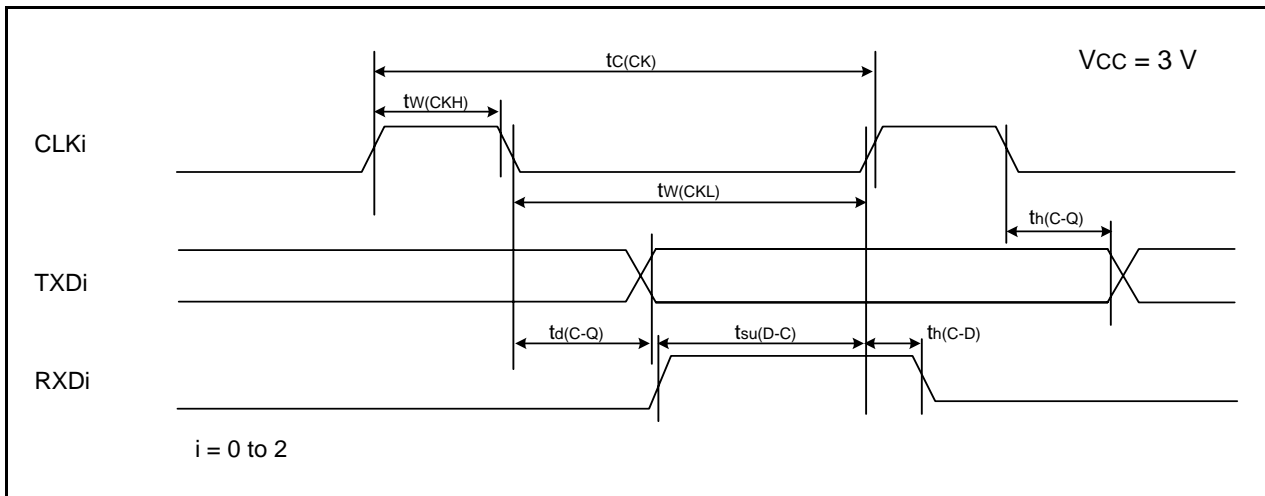 tC(CK)
VCC = 3 V
tW(CKH)
CLKi
tW(CKL)
th(C-Q)
TXDi
td(C-Q)
tsu(D-C)
th(C-D)
RXDi
i = 0 to 2